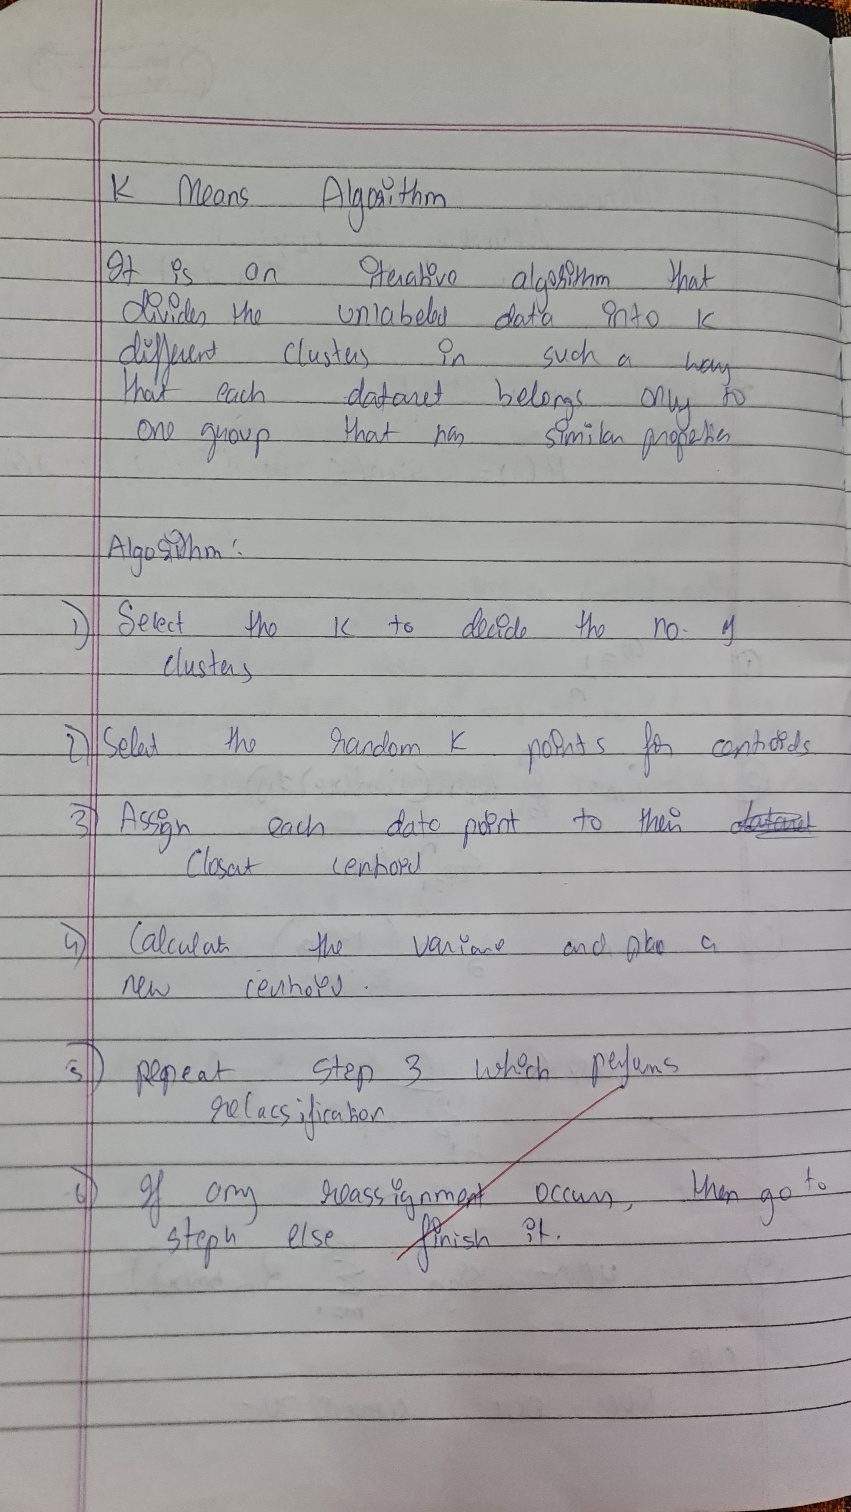 K Means Algorithm
It is an iterative algorithm that
divides the unlabeled data into K
different clusters in such a way
that each dataset belongs only to
one group that has similar properties
Algorithm:
1) Select the K to decide the no. of
clusters
2) Select the random K points for centroids
3) Assign each data point to their
Closest centroid
4) Calculate the variance and place a
new centroid.
5) repeat step 3 which performs
relacsification
6) If any reassignment occurs, then go to
step 4 else finish it.